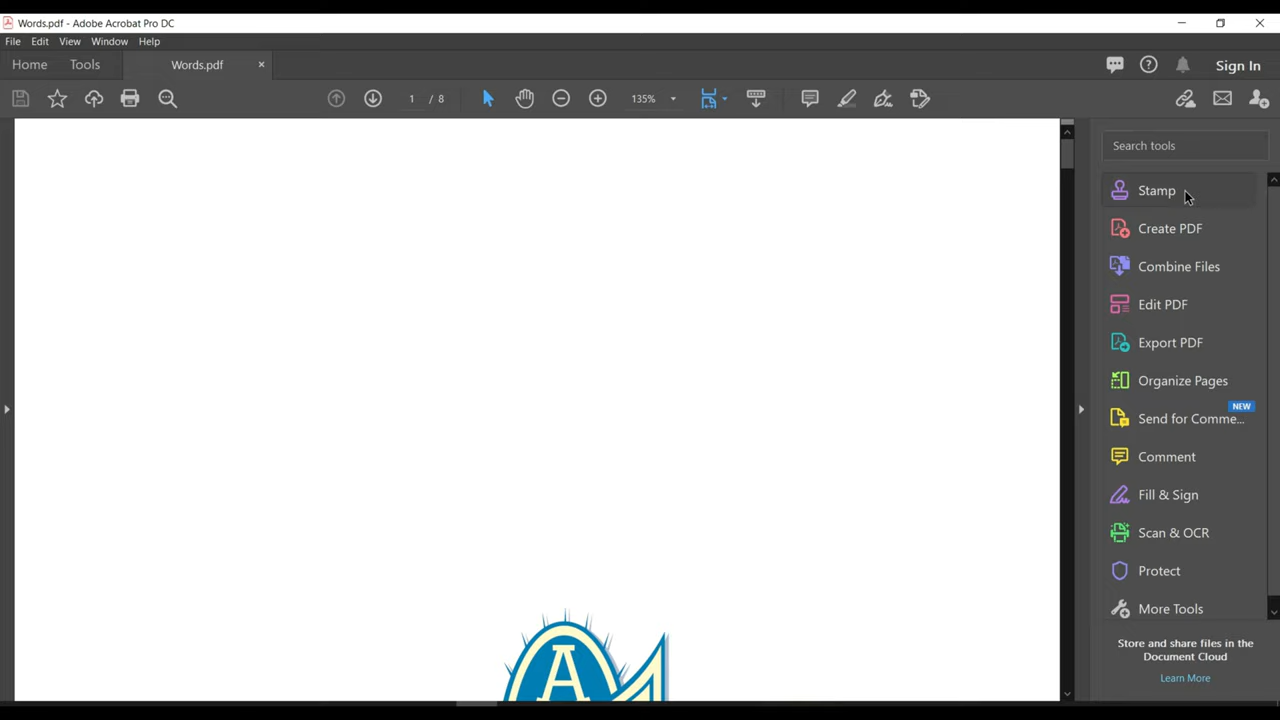 Words.pdf - Adobe Acrobat Pro DC
File Edit View Window Help
Home Tools Words.pdf × Sign In
1 / 8 135%
Search tools
Stamp
Create PDF
Combine Files
Edit PDF
Export PDF
Organize Pages
NEW
Send for Comme...
Comment
Fill & Sign
Scan & OCR
Protect
More Tools
Store and share files in the
Document Cloud
Learn More
A